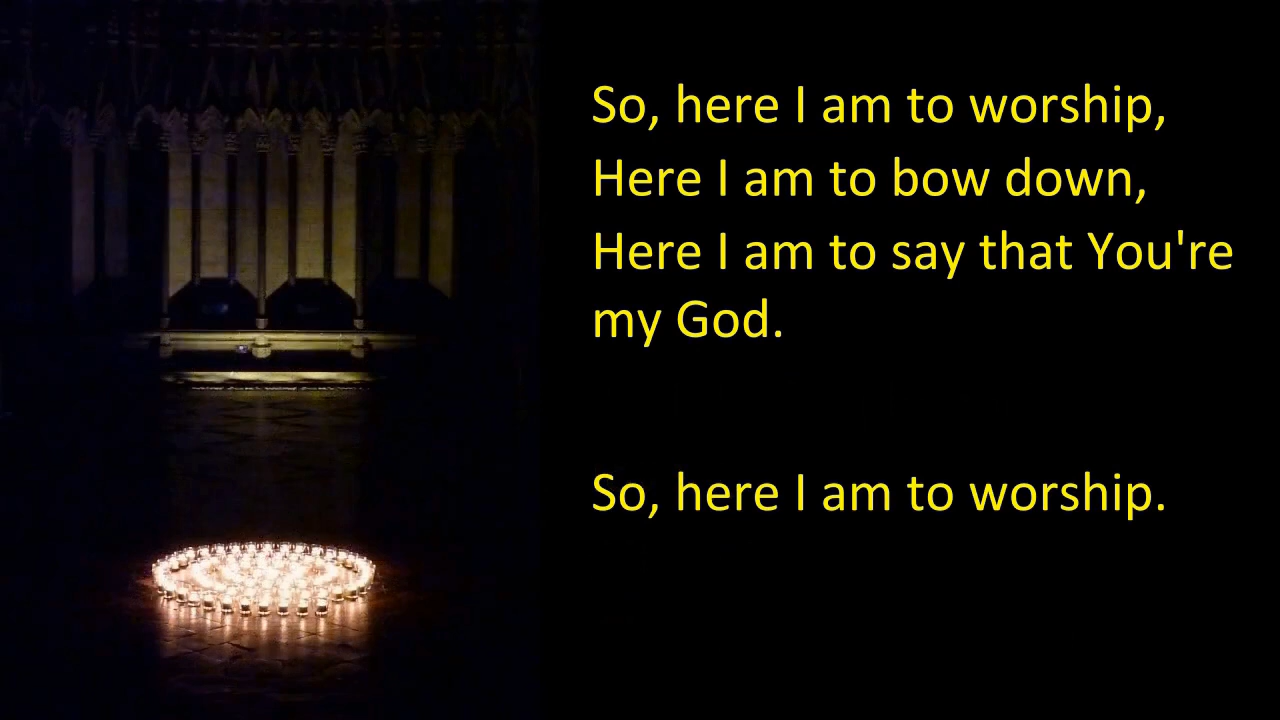 So, here I am to worship,
Here I am to bow down,
Here I am to say that You're
my God.
So, here I am to worship.